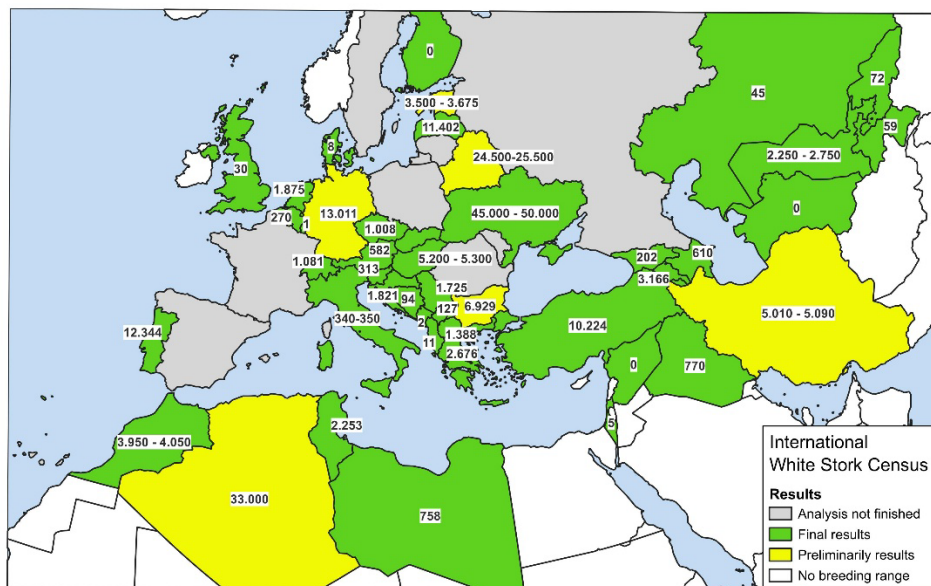 0
72
45
3.500 - 3.675
59
11.402
8
2.250 - 2.750
24.500-25.500
30
1.875
0
13.011
270
1
45.000 - 50.000
1.008
582
5.200 - 5.300
202
610
1.081
313
3.166
1.725
1.821
94
6.929
127
5.010 - 5.090
340-350
2
12.344
1.388
10.224
11
2.676
0
770
5
2.253
3.950 - 4.050
33.000
758
International
White Stork Census
Results
Analysis not finished
Final results
Preliminarily results
No breeding range